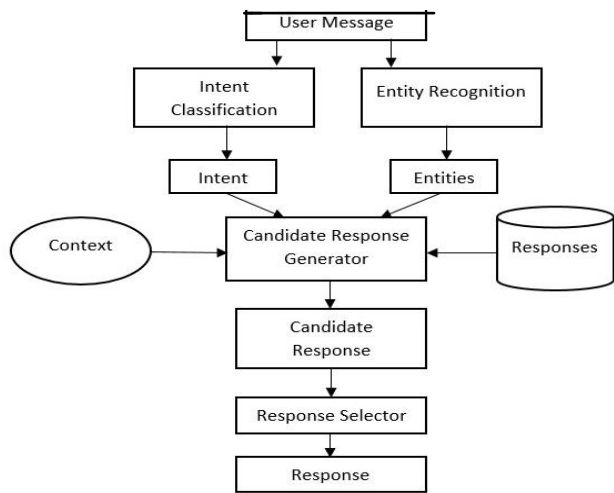 User Message
Intent
Classification
Entity Recognition
Intent
Entities
Context
Candidate Response
Generator
Responses
Candidate
Response
Response Selector
Response